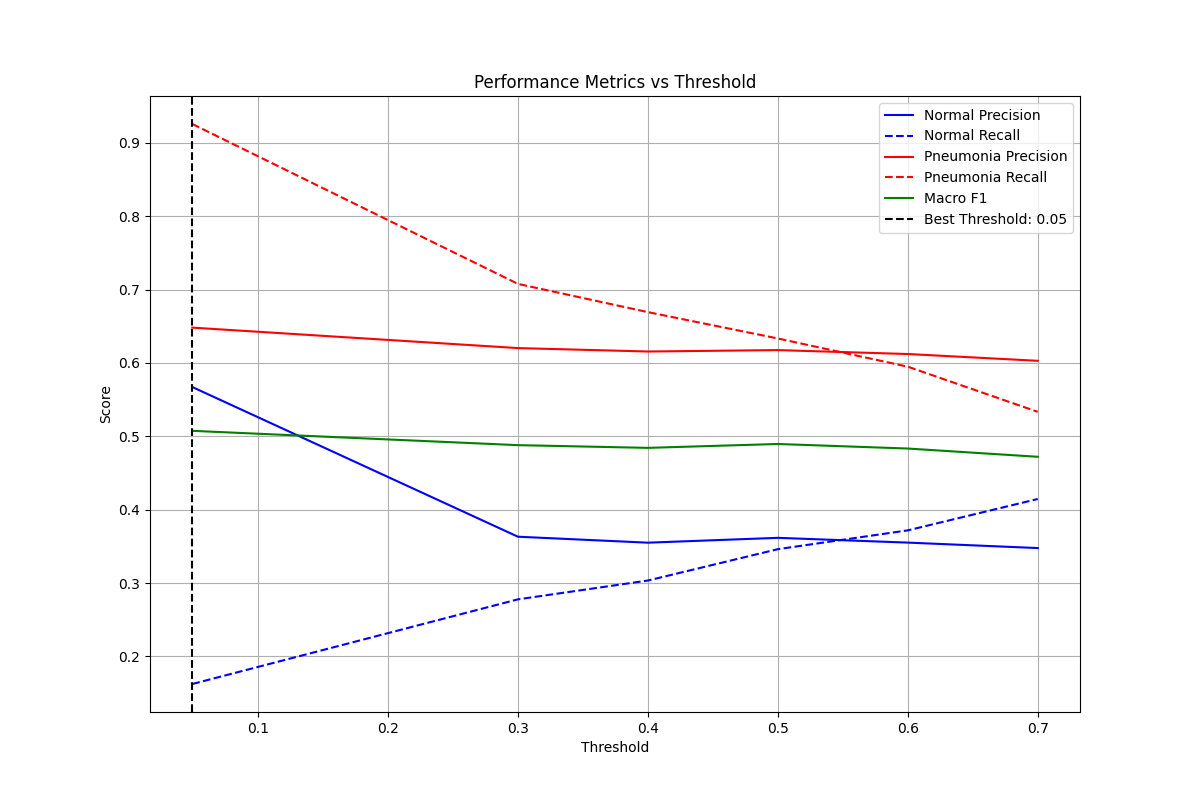 Performance Metrics vs Threshold
Normal Precision
Normal Recall
Pneumonia Precision
Pneumonia Recall
Macro F1
Best Threshold: 0.05
Score
0.9
0.8
0.7
0.6
0.5
0.4
0.3
0.2
0.1 0.2 0.3 0.4 0.5 0.6 0.7
Threshold